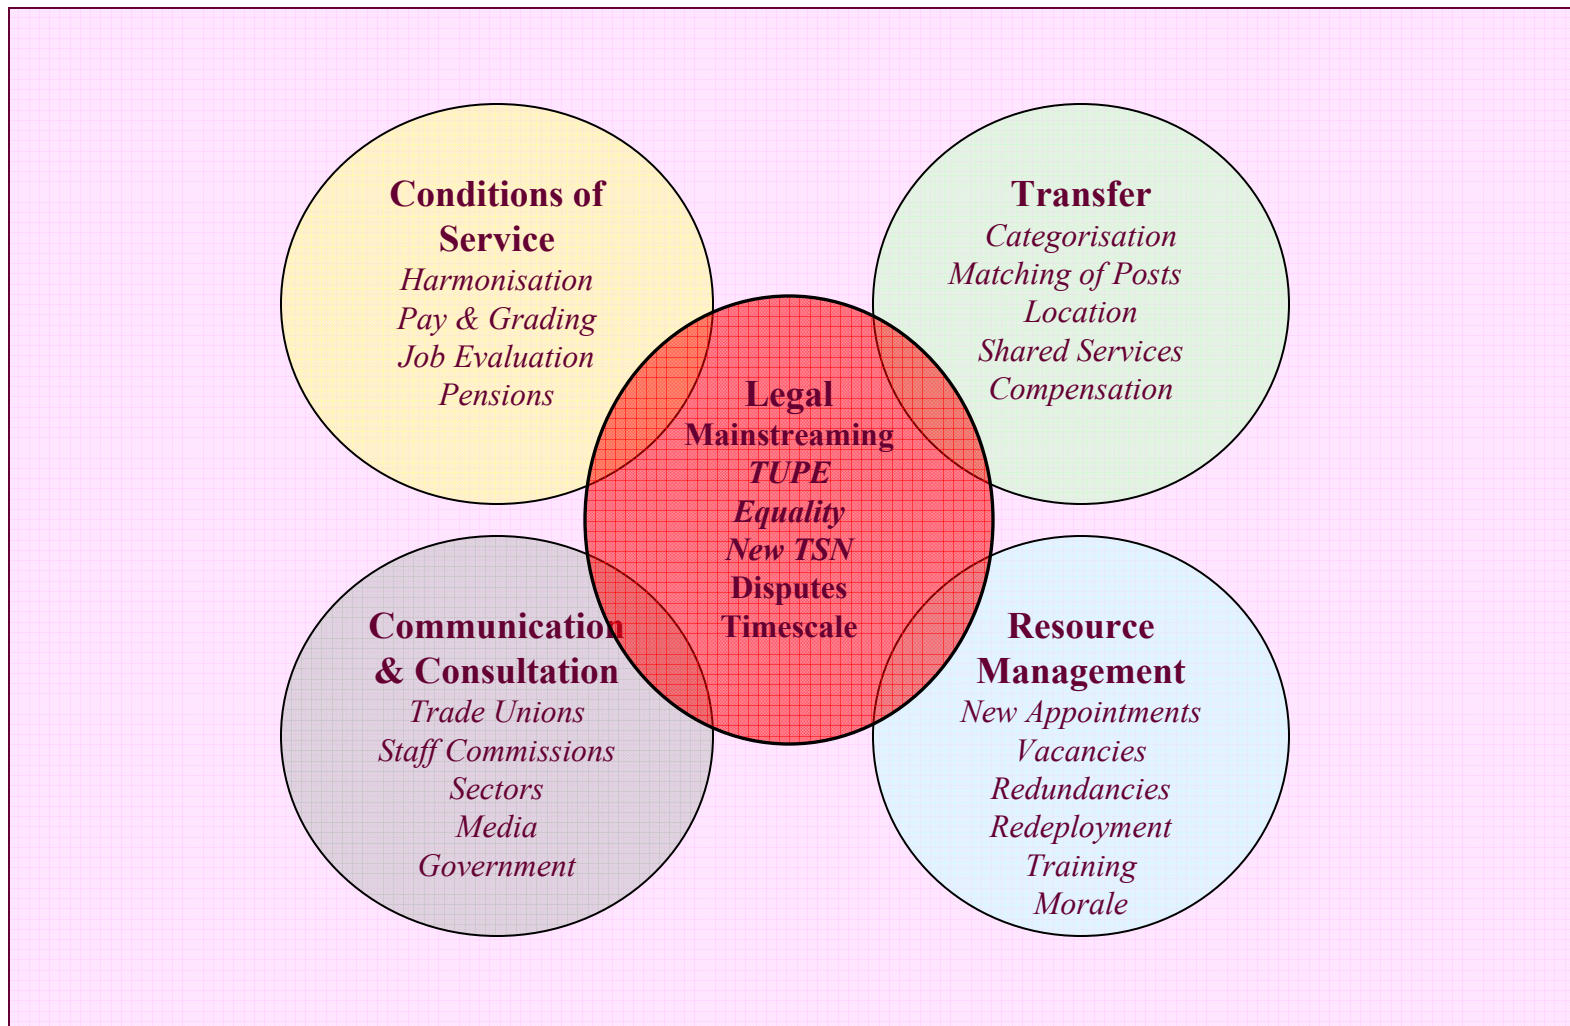 Conditions of
Service
Harmonisation
Pay & Grading
Job Evaluation
Pensions
Transfer
Categorisation
Matching of Posts
Location
Shared Services
Compensation
Legal
Mainstreaming
TUPE
Equality
New TSN
Disputes
Timescale
Communication
& Consultation
Trade Unions
Staff Commissions
Sectors
Media
Government
Resource
Management
New Appointments
Vacancies
Redundancies
Redeployment
Training
Morale